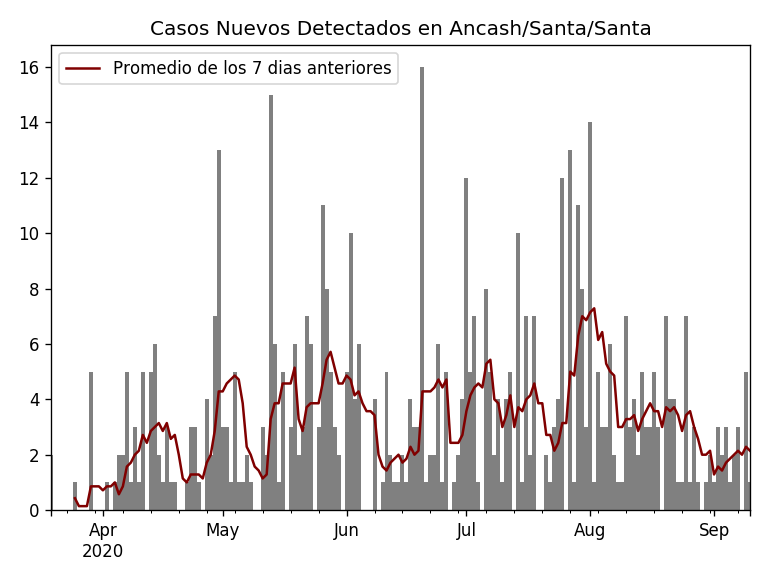 Casos Nuevos Detectados en Ancash/Santa/Santa
Promedio de los 7 dias anteriores
16
14
12
10
8
6
4
2
0
Apr
2020
May
Jun
Jul
Aug
Sep